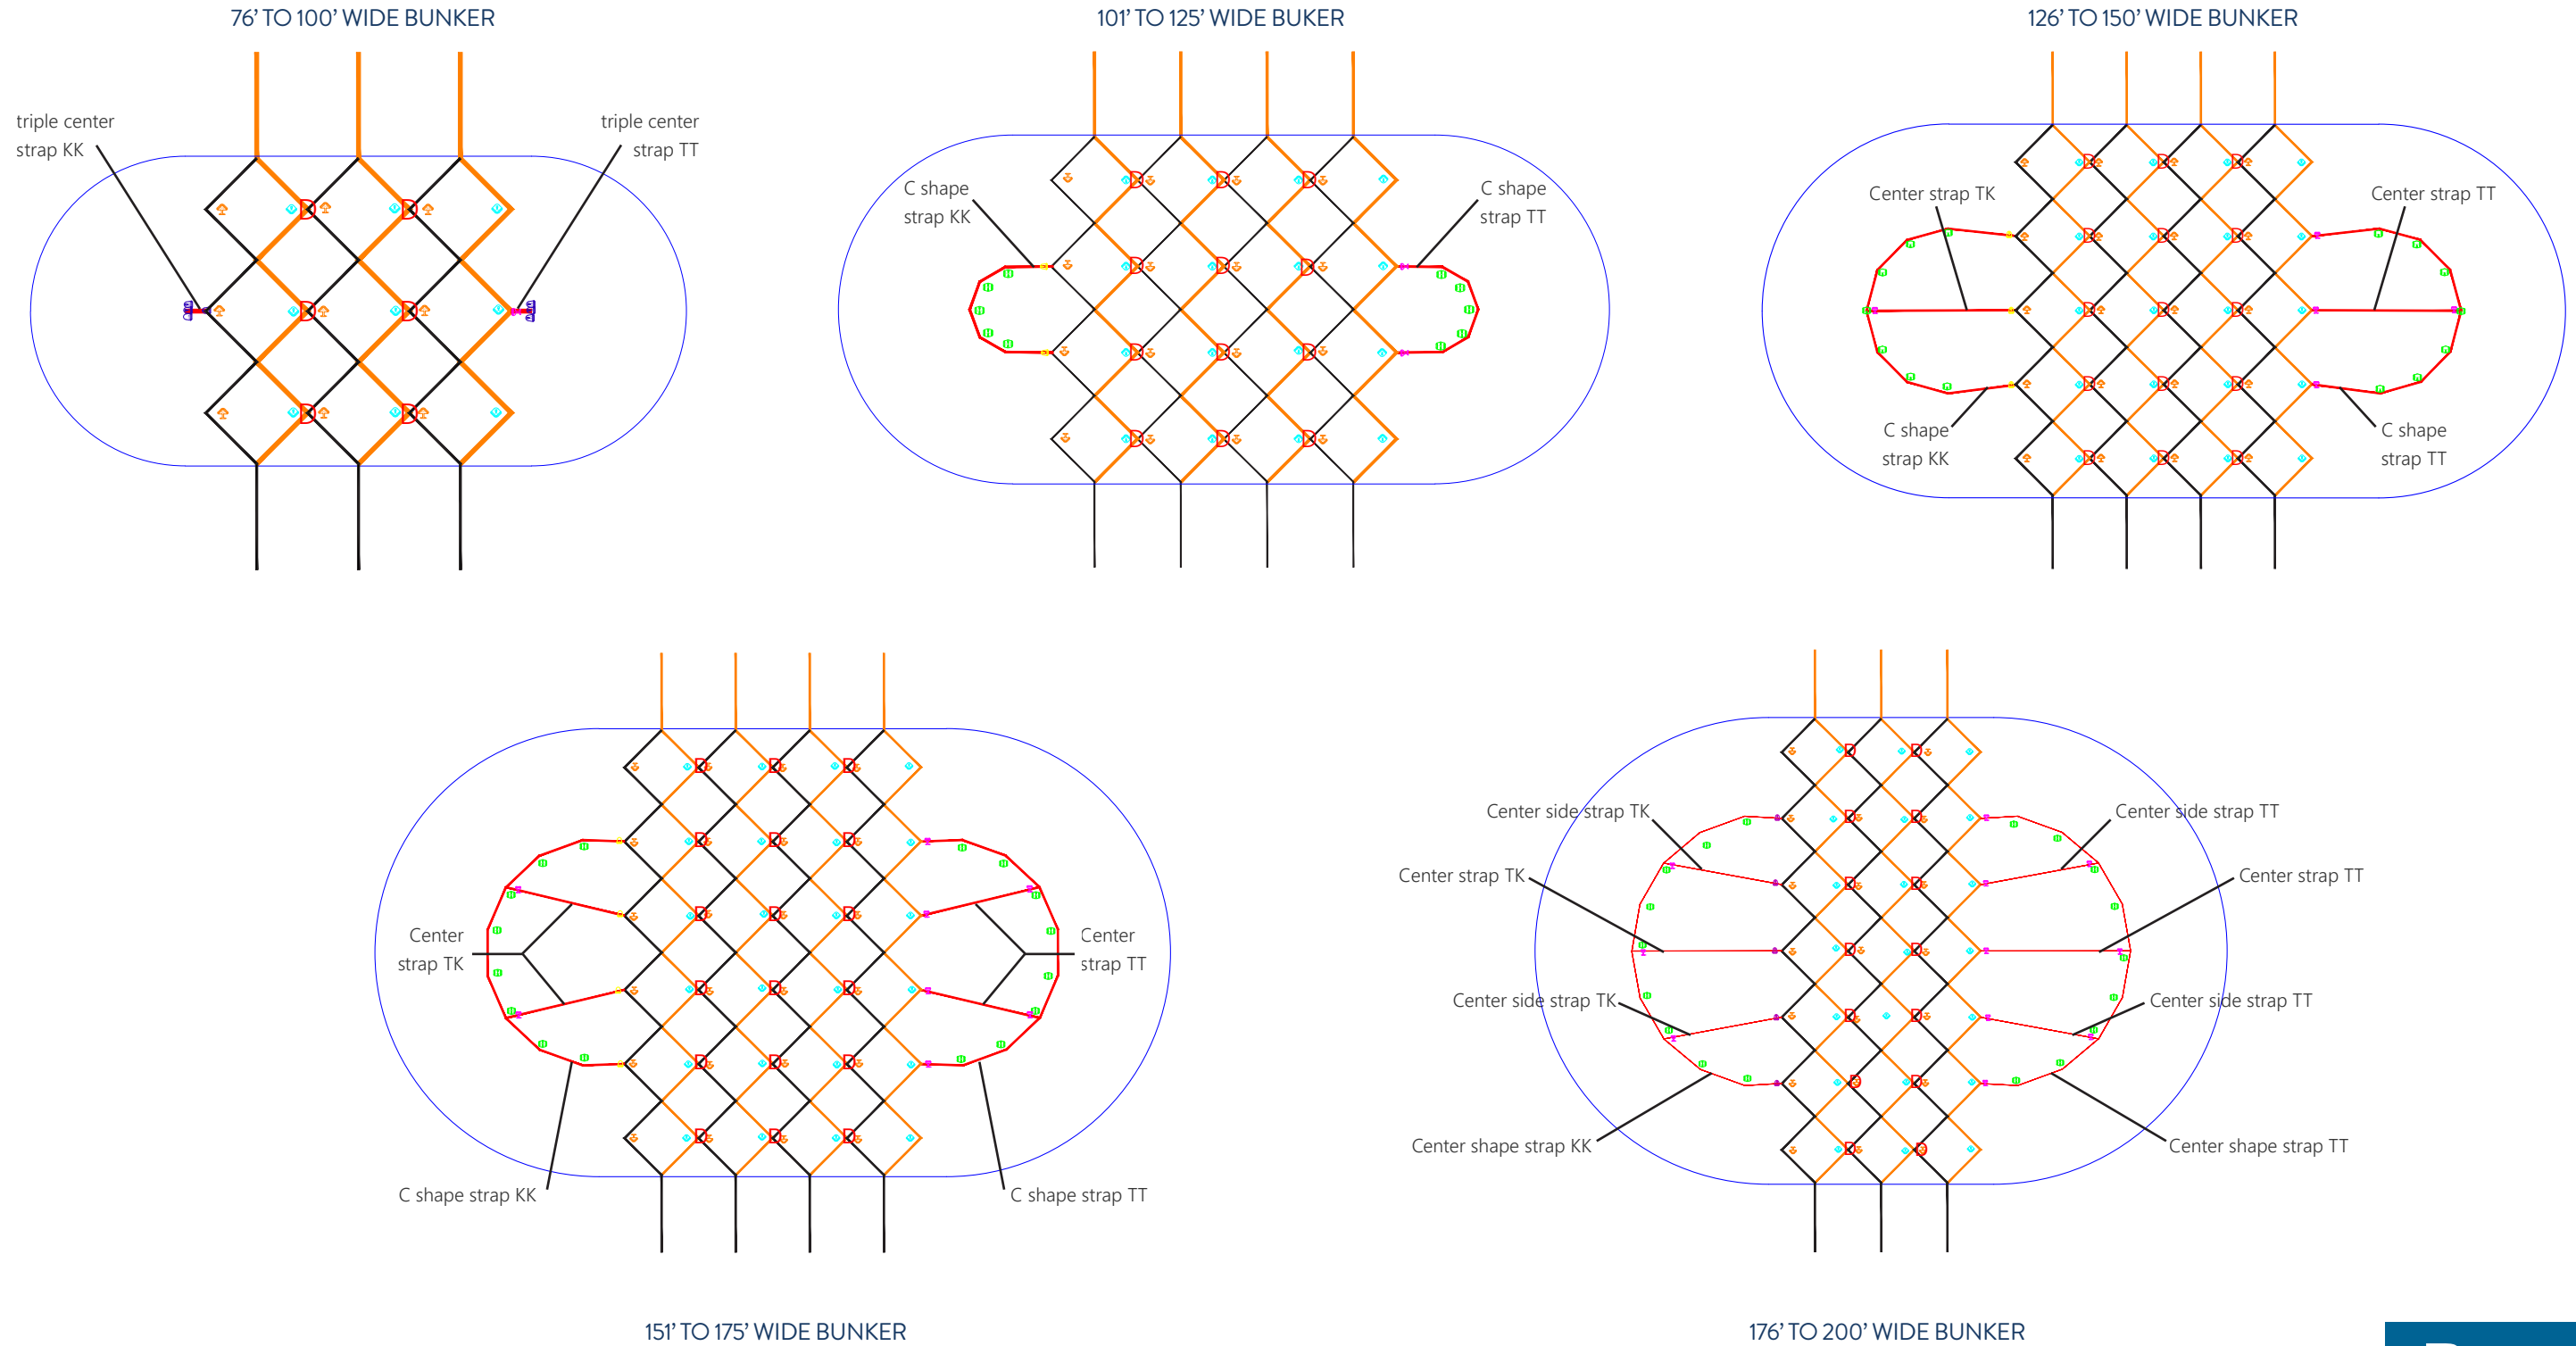 76’ TO 100’ WIDE BUNKER
triple center
strap KK
triple center
strap TT
101’ TO 125’ WIDE BUKER
C shape
strap KK
C shape
strap TT
126’ TO 150’ WIDE BUNKER
Center strap TK
Center strap TT
C shape
strap KK
C shape
strap TT
Center
strap TK
Center
strap TT
C shape strap KK
C shape strap TT
151’ TO 175’ WIDE BUNKER
Center side strap TK
Center side strap TT
Center strap TK
Center strap TT
Center side strap TK
Center side strap TT
Center shape strap KK
Center shape strap TT
176’ TO 200’ WIDE BUNKER